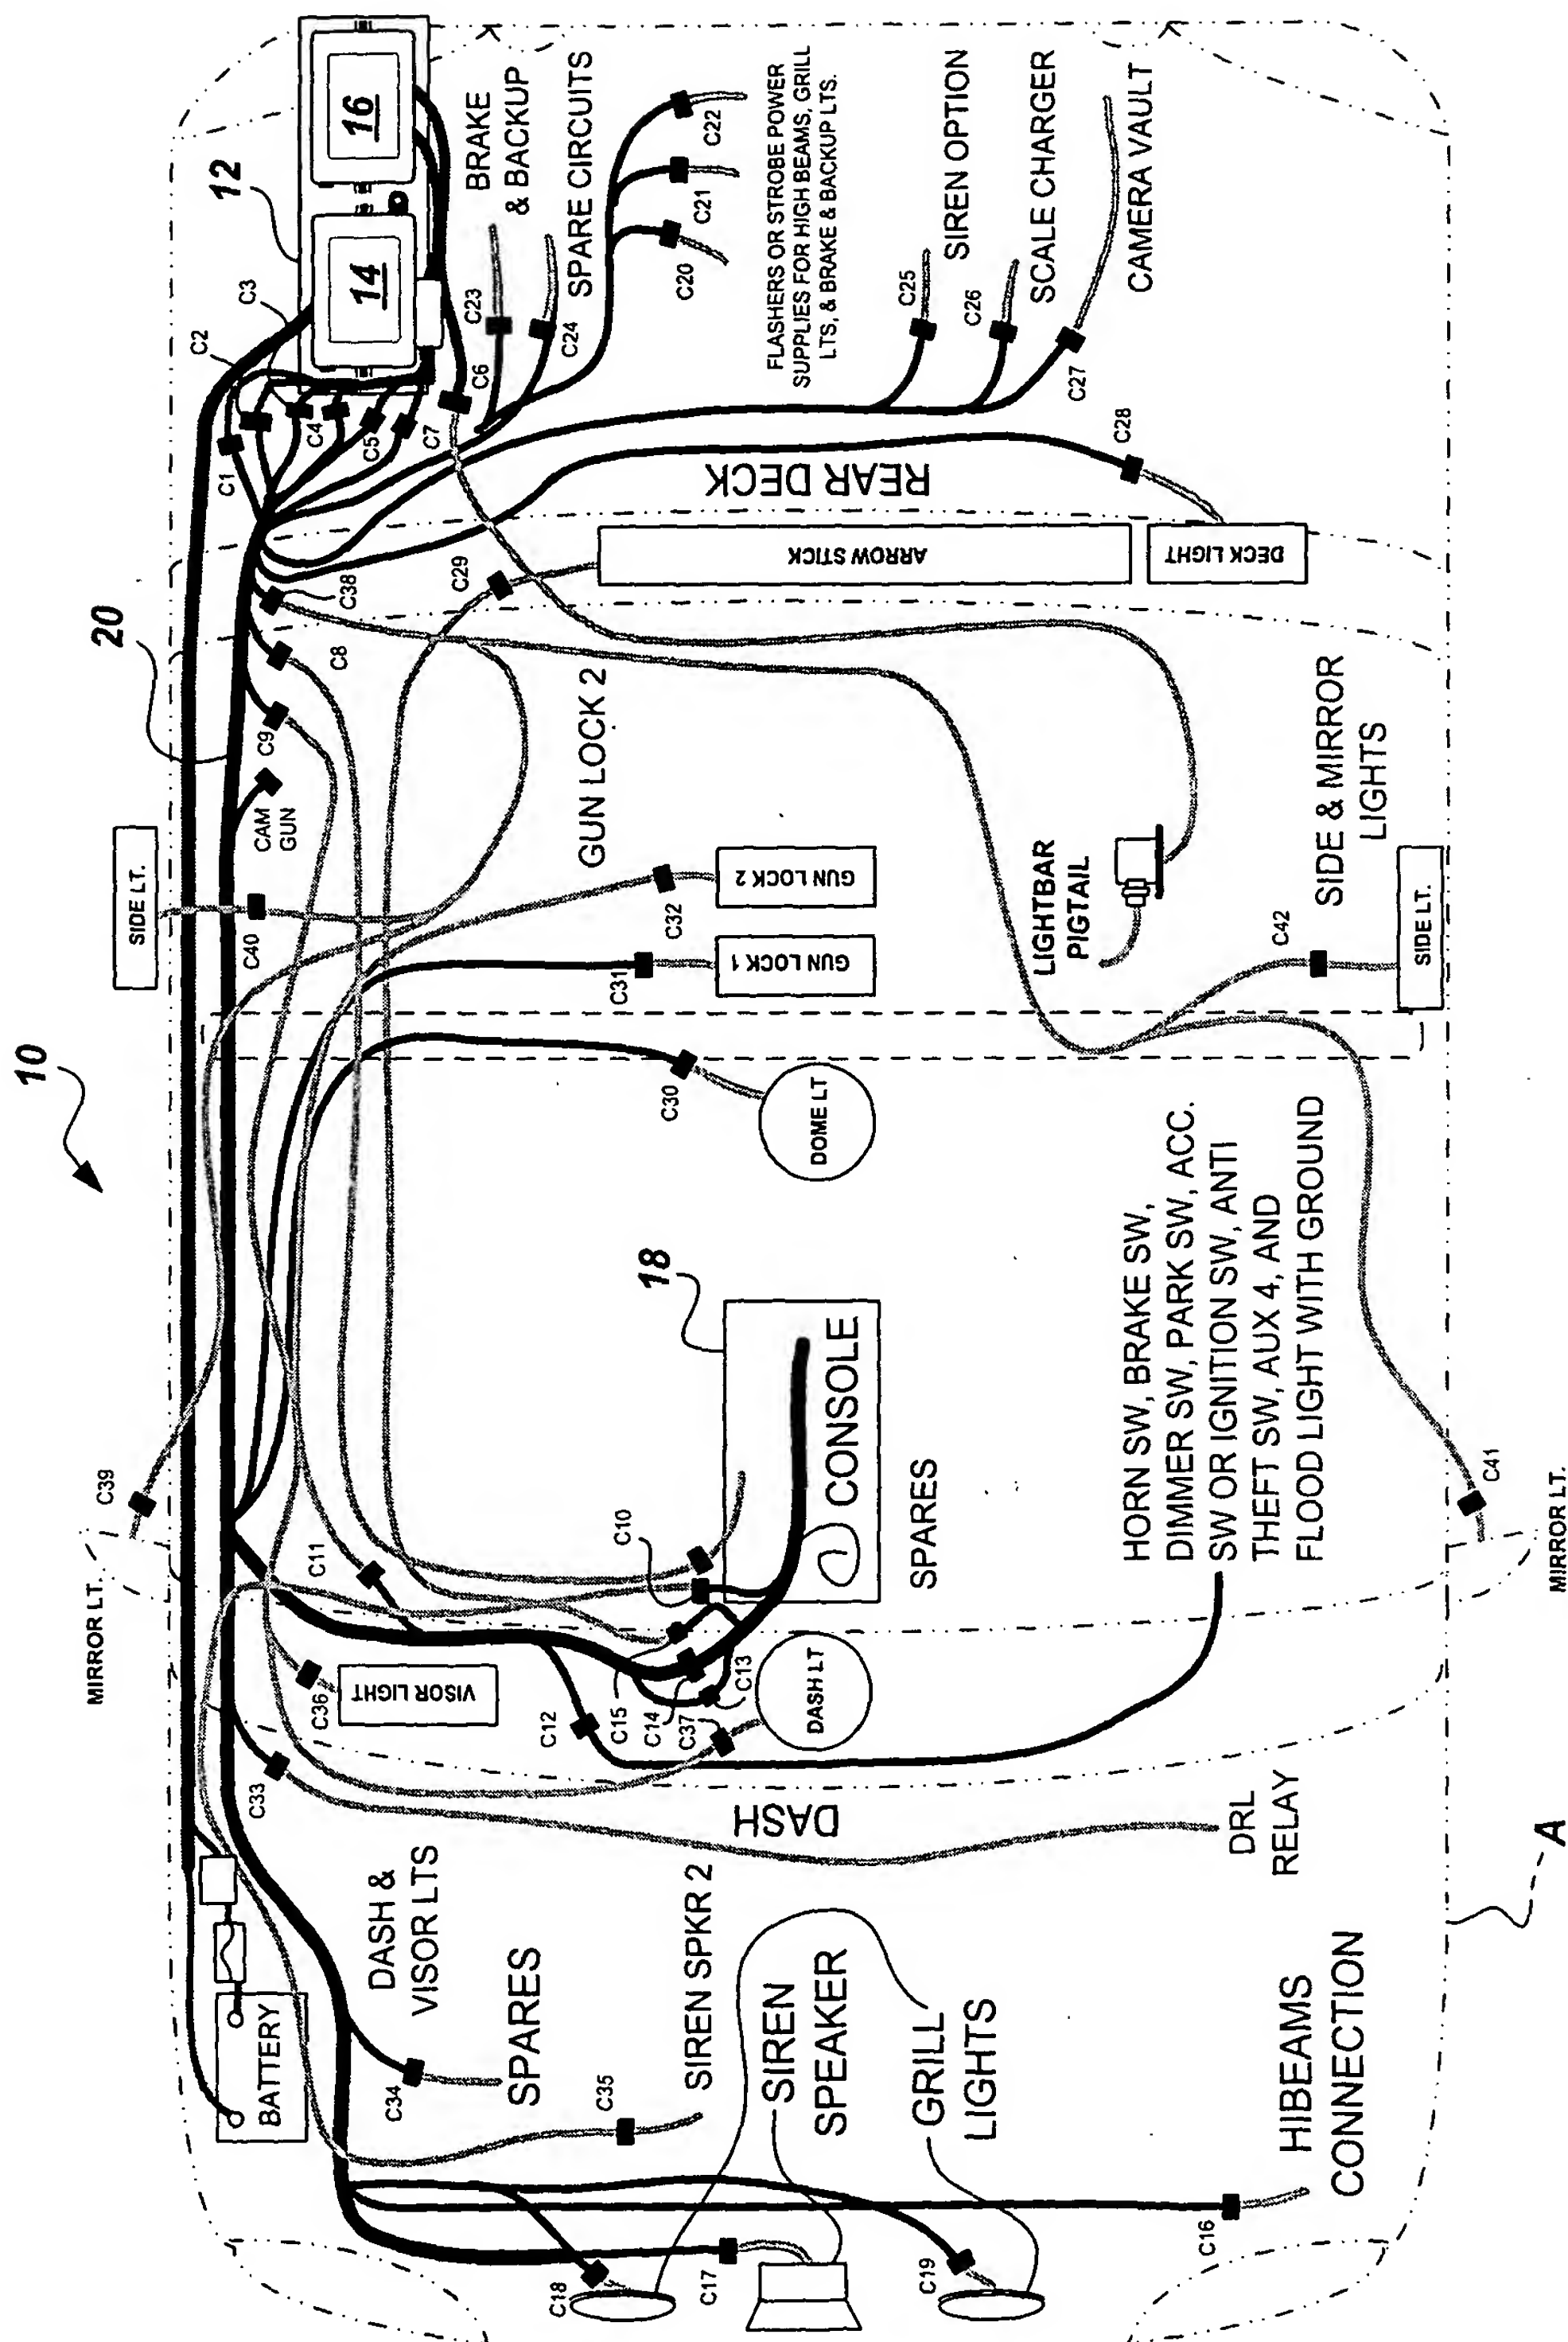 10
20
12
14
16
C3
C2
C1
C4
C5
C7
C6
C23
BRAKE
& BACKUP
C24
SPARE CIRCUITS
C20
C21
C22
FLASHERS OR STROBE POWER
SUPPLIES FOR HIGH BEAMS, GRILL
LTS, & BRAKE & BACKUP LTS.
C25
SIREN OPTION
C26
SCALE CHARGER
C27
CAMERA VAULT
C28
REAR DECK
ARROW STICK
DECK LIGHT
C29
C38
C8
C9
CAM
GUN
SIDE LT.
C40
GUN LOCK 2
C32
GUN LOCK 2
C31
GUN LOCK 1
LIGHTBAR
PIGTAIL
SIDE & MIRROR
LIGHTS
C42
SIDE LT.
C30
DOME LT
18
CONSOLE
SPARES
C10
HORN SW, BRAKE SW,
DIMMER SW, PARK SW, ACC.
SW OR IGNITION SW, ANTI
THEFT SW, AUX 4, AND
FLOOD LIGHT WITH GROUND
C39
MIRROR LT.
C41
MIRROR LT.
C11
C36
VISOR LIGHT
C12
C15
C14
C37
C13
DASH LT
C33
DASH
DRL
RELAY
A
BATTERY
DASH &
VISOR LTS
C34
SPARES
C35
SIREN SPKR 2
SIREN
SPEAKER
GRILL
LIGHTS
HIBEAMS
CONNECTION
C18
C17
C19
C16